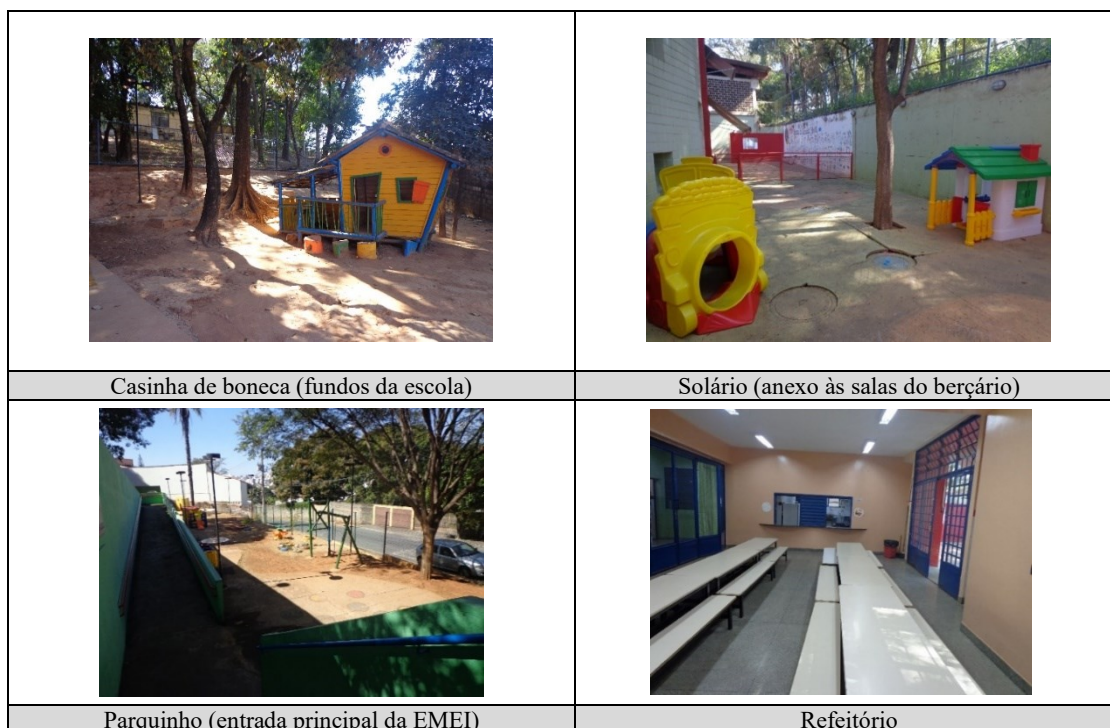 Casinha de boneca (fundos da escola)
Solário (anexo às salas do berçário)
Parquinho (entrada principal da EMEI)
Refeitório